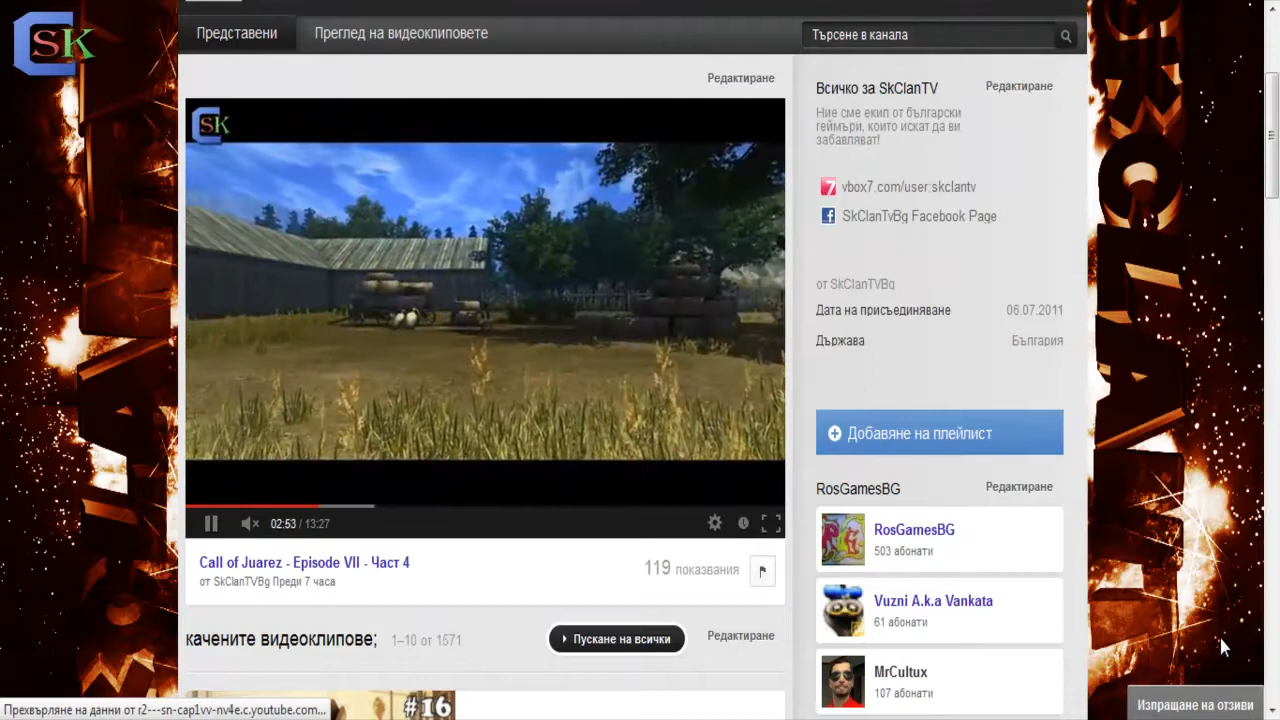 CSK
Представени
Преглед на видеоклиповете
Търсене в канала
Редактиране
CSK
Call of Juarez - Episode VII - Част 4
от SkClanTVBg Преди 7 часа
119 показвания
02:53 / 13:27
качените видеоклипове;
1–10 от 1571
Пускане на всички
Редактиране
#16
Всичко за SkClanTV
Редактиране
Ние сме екип от български
геймъри, които искат да ви
забавляват!
vbox7.com/user:skclantv
SkClanTvBg Facebook Page
от SkClanTVBg
Дата на присъединяване
06.07.2011
Държава
България
Добавяне на плейлист
RosGamesBG
Редактиране
RosGamesBG
503 абонати
Vuzni A.k.a Vankata
61 абонати
MrCultux
107 абонати
Изпращане на отзиви
Прехвърляне на данни от r2---sn-cap1vv-nv4e.c.youtube.com...